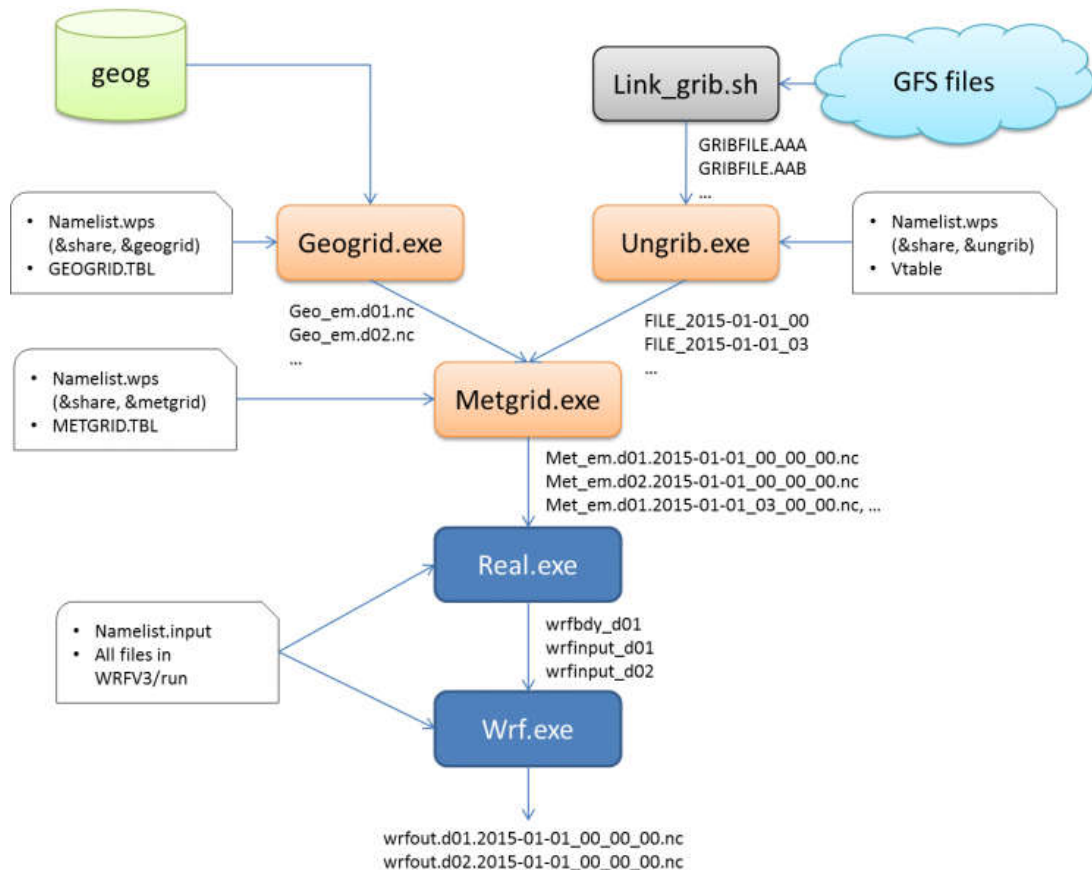 geog
Link_grib.sh
GFS files
GRIBFILE.AAA
GRIBFILE.AAB
...
• Namelist.wps
(&share, &geogrid)
• GEOGRID.TBL
Geogrid.exe
Ungrib.exe
• Namelist.wps
(&share, &ungrib)
• Vtable
Geo_em.d01.nc
Geo_em.d02.nc
...
FILE_2015-01-01_00
FILE_2015-01-01_03
...
• Namelist.wps
(&share, &metgrid)
• METGRID.TBL
Metgrid.exe
Met_em.d01.2015-01-01_00_00_00.nc
Met_em.d02.2015-01-01_00_00_00.nc
Met_em.d01.2015-01-01_03_00_00.nc, ...
Real.exe
• Namelist.input
• All files in
WRFV3/run
wrfbdy_d01
wrfinput_d01
wrfinput_d02
Wrf.exe
wrfout.d01.2015-01-01_00_00_00.nc
wrfout.d02.2015-01-01_00_00_00.nc